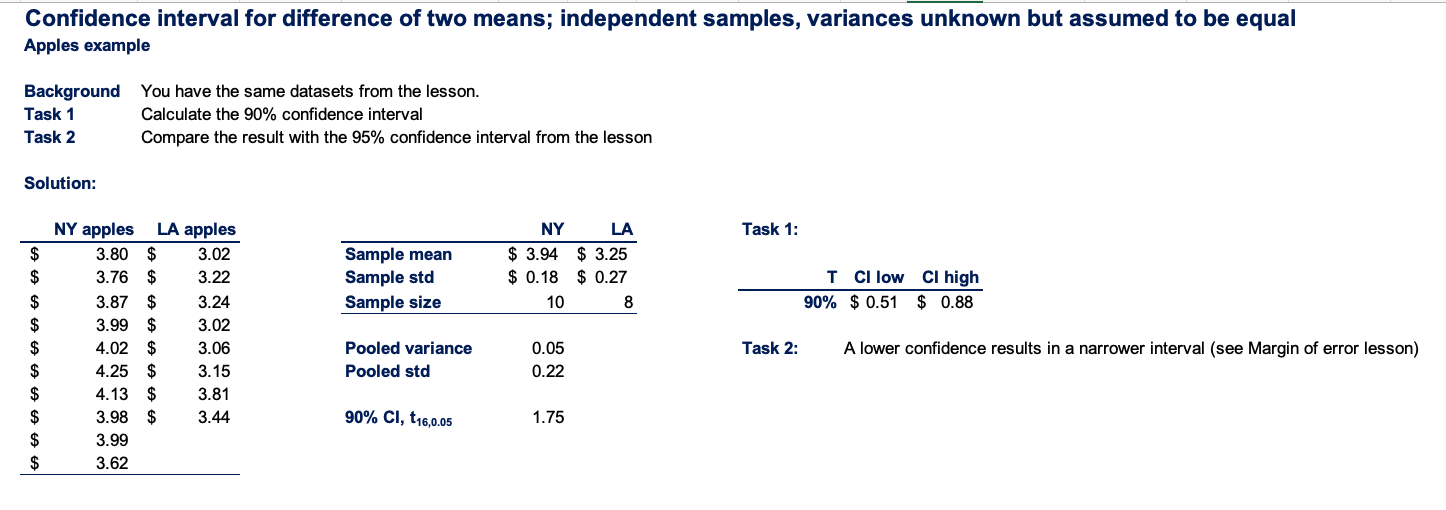 Confidence interval for difference of two means; independent samples, variances unknown but assumed to be equal
Apples example
Background You have the same datasets from the lesson.
Task 1 Calculate the 90% confidence interval
Task 2 Compare the result with the 95% confidence interval from the lesson
Solution:
NY apples LA apples NY LA Task 1:
$ 3.80 $ 3.02 Sample mean $ 3.94 $ 3.25
$ 3.76 $ 3.22 Sample std $ 0.18 $ 0.27 T CI low CI high
$ 3.87 $ 3.24 Sample size 10 8 90% $ 0.51 $ 0.88
$ 3.99 $ 3.02
$ 4.02 $ 3.06 Pooled variance 0.05 Task 2: A lower confidence results in a narrower interval (see Margin of error lesson)
$ 4.25 $ 3.15 Pooled std 0.22
$ 4.13 $ 3.81
$ 3.98 $ 3.44 90% CI, t16,0.05 1.75
$ 3.99
$ 3.62